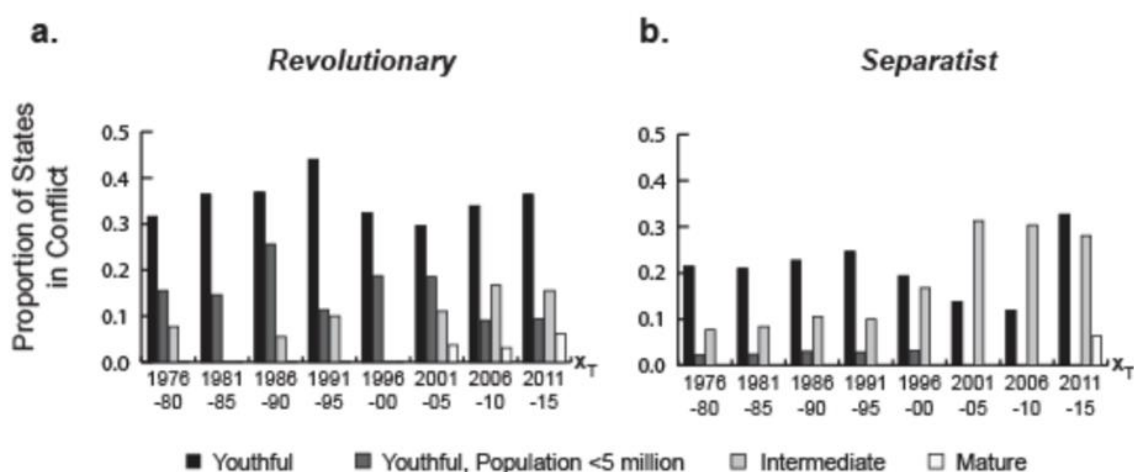 a.
Revolutionary
Proportion of States
in Conflict
0.5
0.4
0.3
0.2
0.1
0.0
1976 1981 1986 1991 1996 2001 2006 2011 xT
-80 -85 -90 -95 -00 -05 -10 -15
b.
Separatist
0.5
0.4
0.3
0.2
0.1
0.0
1976 1981 1986 1991 1996 2001 2006 2011 xT
-80 -85 -90 -95 -00 -05 -10 -15
Youthful Youthful, Population <5 million Intermediate Mature